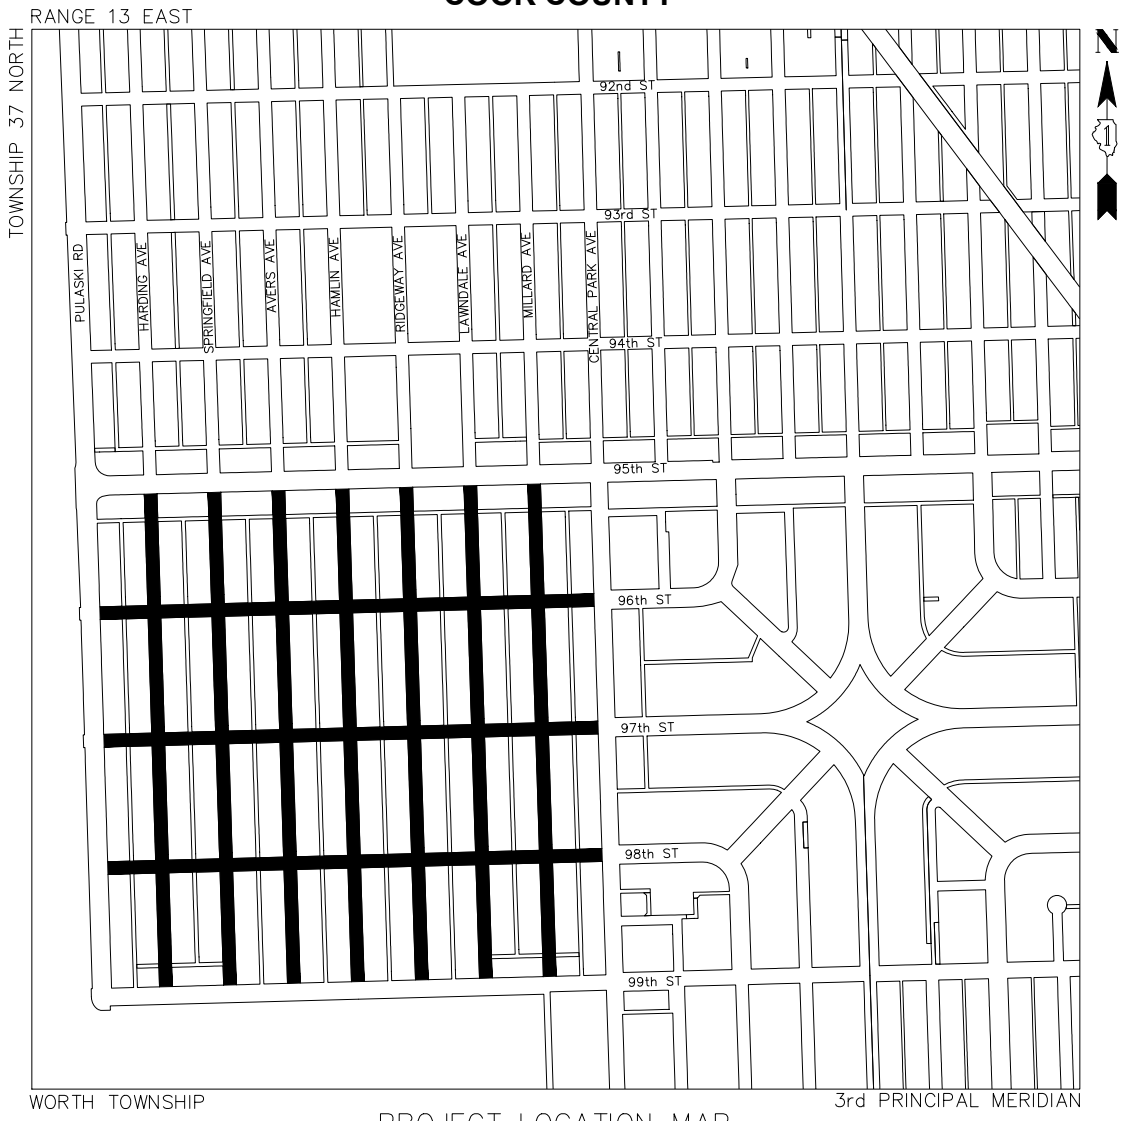 COOK COUNTY
RANGE 13 EAST
TOWNSHIP 37 NORTH
N
1
92nd ST
93rd ST
PULASKI RD
HARDING AVE
SPRINGFIELD AVE
AVERS AVE
HAMLIN AVE
RIDGEWAY AVE
LAWNDALE AVE
MILLARD AVE
CENTRAL PARK AVE
94th ST
95th ST
96th ST
97th ST
98th ST
99th ST
WORTH TOWNSHIP
3rd PRINCIPAL MERIDIAN
PROJECT LOCATION MAP